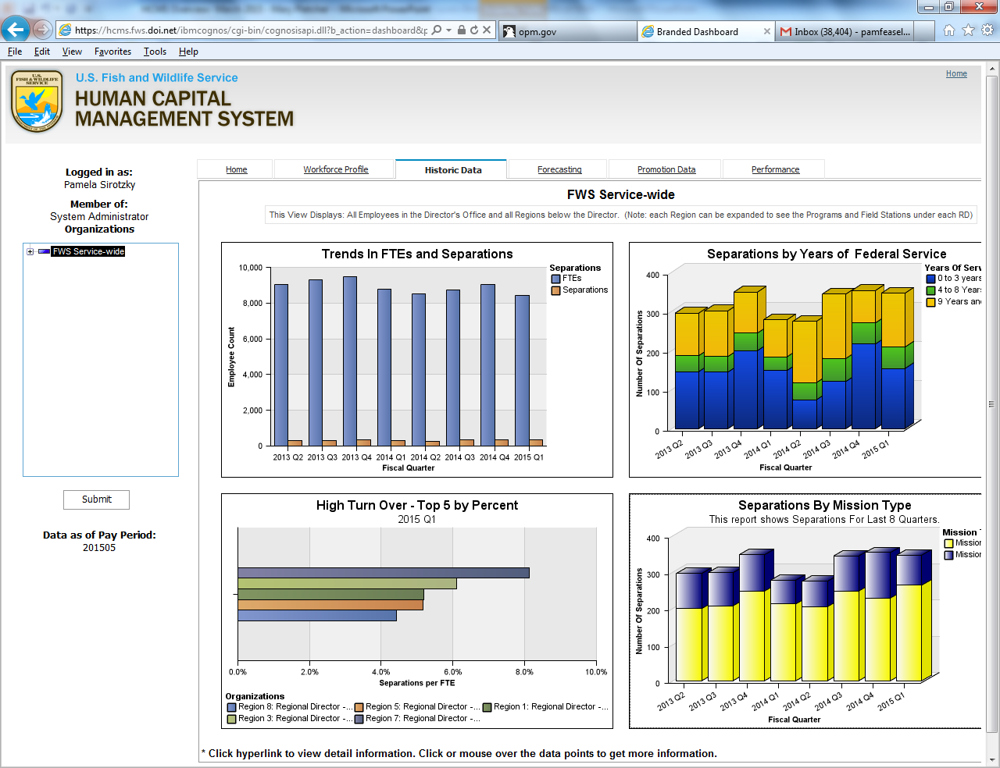 https://hcms.fws.doi.net/ibmcognos/cgi-bin/cognosisapi.dll?b_action=dashboard&p
opm.gov
Branded Dashboard
Inbox (38,404) - pamfeasel...
File Edit View Favorites Tools Help
U.S. FISH & WILDLIFE SERVICE
U.S. Fish and Wildlife Service
HUMAN CAPITAL
MANAGEMENT SYSTEM
Home
Logged in as:
Pamela Sirotzky
Member of:
System Administrator
Organizations
FWS Service-wide
Submit
Data as of Pay Period:
201505
Home Workforce Profile Historic Data Forecasting Promotion Data Performance
FWS Service-wide
This View Displays: All Employees in the Director's Office and all Regions below the Director. (Note: each Region can be expanded to see the Programs and Field Stations under each RD)
Trends In FTEs and Separations
Separations
FTEs
Separations
Employee Count
10,000
8,000
6,000
4,000
2,000
0
2013 Q2 2013 Q3 2013 Q4 2014 Q1 2014 Q2 2014 Q3 2014 Q4 2015 Q1
Fiscal Quarter
Separations by Years of Federal Service
Years Of Serv
0 to 3 years
4 to 8 Years
9 Years and
Number Of Separations
400
300
200
100
0
2013 Q2 2013 Q3 2013 Q4 2014 Q1 2014 Q2 2014 Q3 2014 Q4 2015 Q1
Fiscal Quarter
High Turn Over - Top 5 by Percent
2015 Q1
0.0% 2.0% 4.0% 6.0% 8.0% 10.0%
Separations per FTE
Organizations
Region 8: Regional Director -... Region 5: Regional Director -... Region 1: Regional Director -...
Region 3: Regional Director -... Region 7: Regional Director -...
Separations By Mission Type
This report shows Separations For Last 8 Quarters.
Mission
Mission
Mission
Number Of Separations
400
300
200
100
0
2013 Q2 2013 Q3 2013 Q4 2014 Q1 2014 Q2 2014 Q3 2014 Q4 2015 Q1
Fiscal Quarter
* Click hyperlink to view detail information. Click or mouse over the data points to get more information.